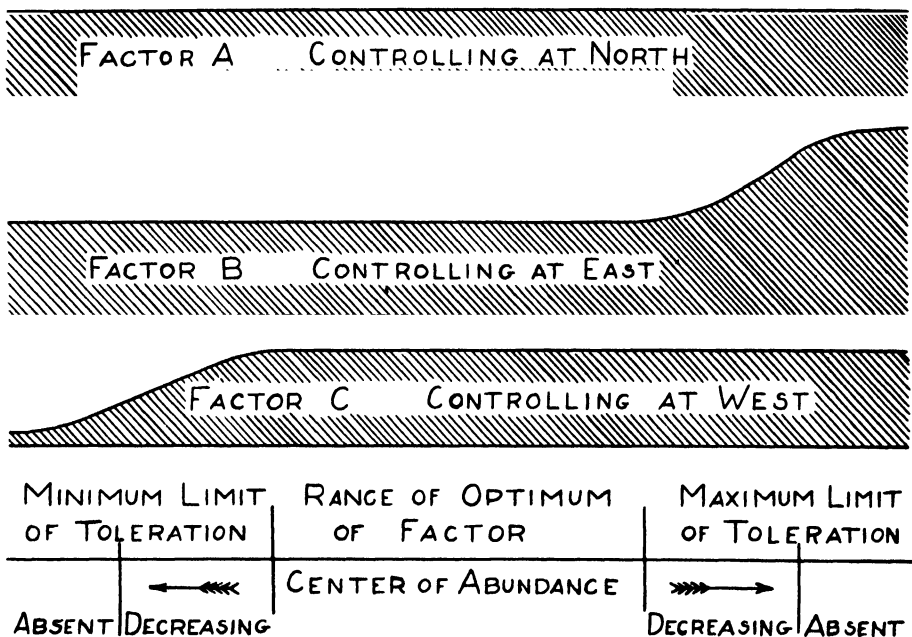 FACTOR A CONTROLLING AT NORTH
FACTOR B CONTROLLING AT EAST
FACTOR C CONTROLLING AT WEST
MINIMUM LIMIT OF TOLERATION
RANGE OF OPTIMUM OF FACTOR
MAXIMUM LIMIT OF TOLERATION
CENTER OF ABUNDANCE
ABSENT DECREASING
DECREASING ABSENT